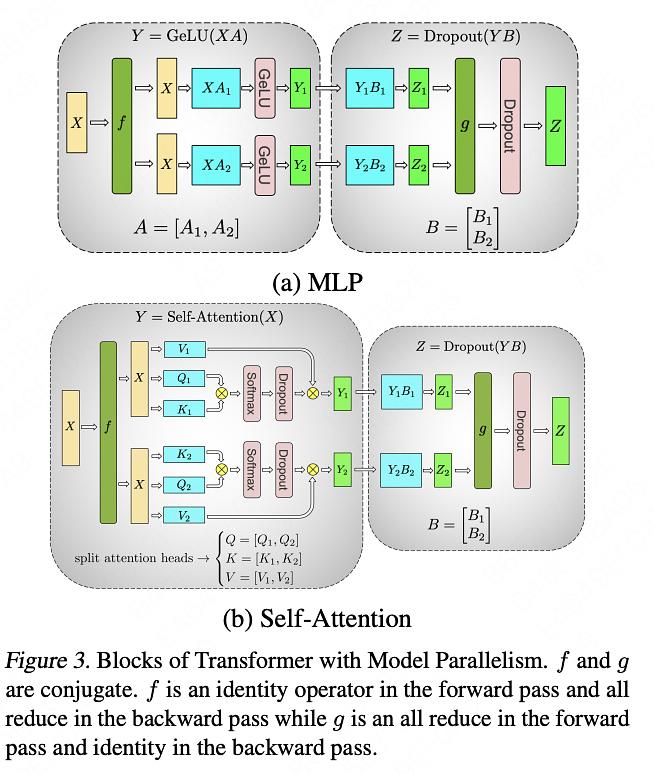 Y = GeLU(XA)
Z = Dropout(YB)
X
f
X
XA₁
GeLU
Y₁
Y₁B₁
Z₁
X
XA₂
GeLU
Y₂
Y₂B₂
Z₂
g
Dropout
Z
A = [A₁, A₂]
B = [B₁
B₂]
(a) MLP
Y = Self-Attention(X)
Z = Dropout(YB)
X
f
X
V₁
Q₁
K₁
Softmax
Dropout
Y₁
Y₁B₁
Z₁
X
K₂
Q₂
V₂
Softmax
Dropout
Y₂
Y₂B₂
Z₂
g
Dropout
Z
split attention heads → { Q = [Q₁, Q₂]
K = [K₁, K₂]
V = [V₁, V₂]
B = [B₁
B₂]
(b) Self-Attention
Figure 3. Blocks of Transformer with Model Parallelism. f and g
are conjugate. f is an identity operator in the forward pass and all
reduce in the backward pass while g is an all reduce in the forward
pass and identity in the backward pass.